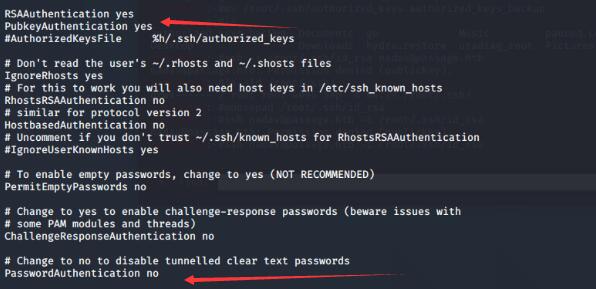 RSAAuthentication yes
PubkeyAuthentication yes
#AuthorizedKeysFile     %h/.ssh/authorized_keys
# Don't read the user's ~/.rhosts and ~/.shosts files
IgnoreRhosts yes
# For this to work you will also need host keys in /etc/ssh_known_hosts
RhostsRSAAuthentication no
# similar for protocol version 2
HostbasedAuthentication no
# Uncomment if you don't trust ~/.ssh/known_hosts for RhostsRSAAuthentication
#IgnoreUserKnownHosts yes
# To enable empty passwords, change to yes (NOT RECOMMENDED)
PermitEmptyPasswords no
# Change to yes to enable challenge-response passwords (beware issues with
# some PAM modules and threads)
ChallengeResponseAuthentication no
# Change to no to disable tunnelled clear text passwords
PasswordAuthentication no